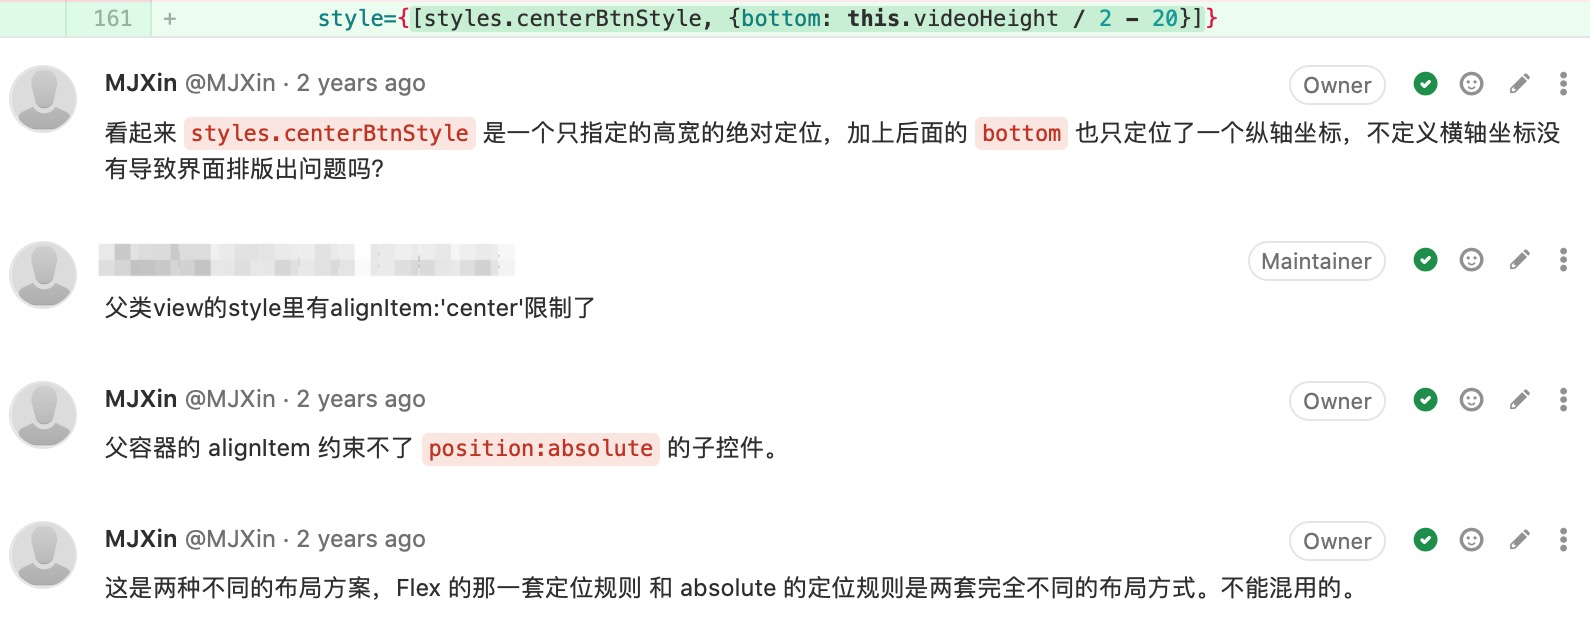 161 + style={[styles.centerBtnStyle, {bottom: this.videoHeight / 2 - 20}]}
MJXin @MJXin · 2 years ago Owner
看起来 styles.centerBtnStyle 是一个只指定的高宽的绝对定位，加上后面的 bottom 也只定位了一个纵轴坐标，不定义横轴坐标没
有导致界面排版出问题吗?
Maintainer
父类view的style里有alignItem:'center'限制了
MJXin @MJXin · 2 years ago Owner
父容器的 alignItem 约束不了 position:absolute 的子控件。
MJXin @MJXin · 2 years ago Owner
这是两种不同的布局方案，Flex 的那一套定位规则 和 absolute 的定位规则是两套完全不同的布局方式。不能混用的。